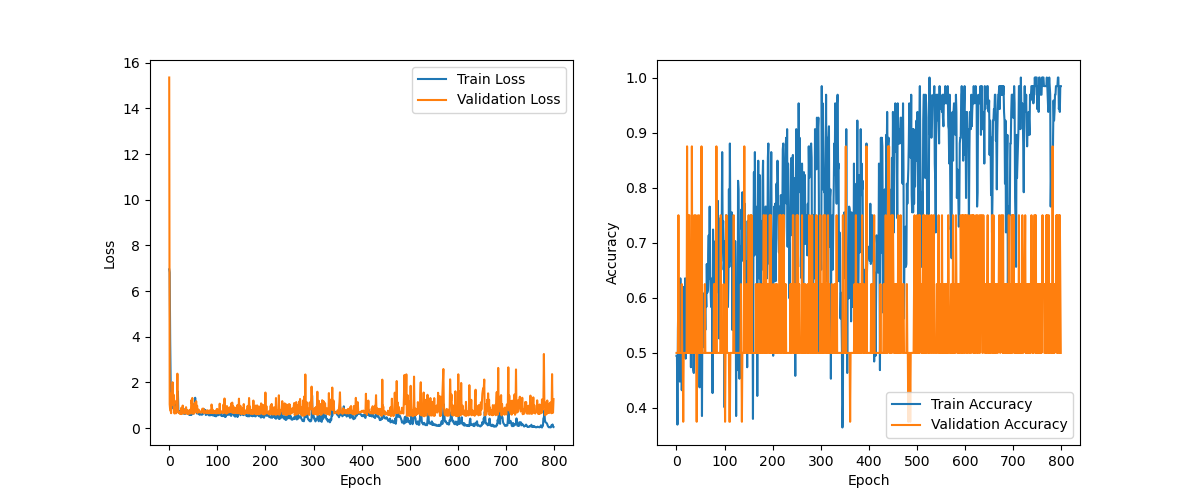 Train Loss
Validation Loss
Loss
16
14
12
10
8
6
4
2
0
0 100 200 300 400 500 600 700 800
Epoch
Accuracy
1.0
0.9
0.8
0.7
0.6
0.5
0.4
Train Accuracy
Validation Accuracy
0 100 200 300 400 500 600 700 800
Epoch